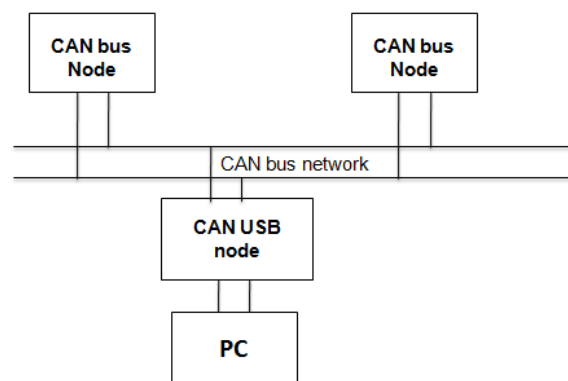 CAN bus
Node
CAN bus
Node
CAN bus network
CAN USB
node
PC